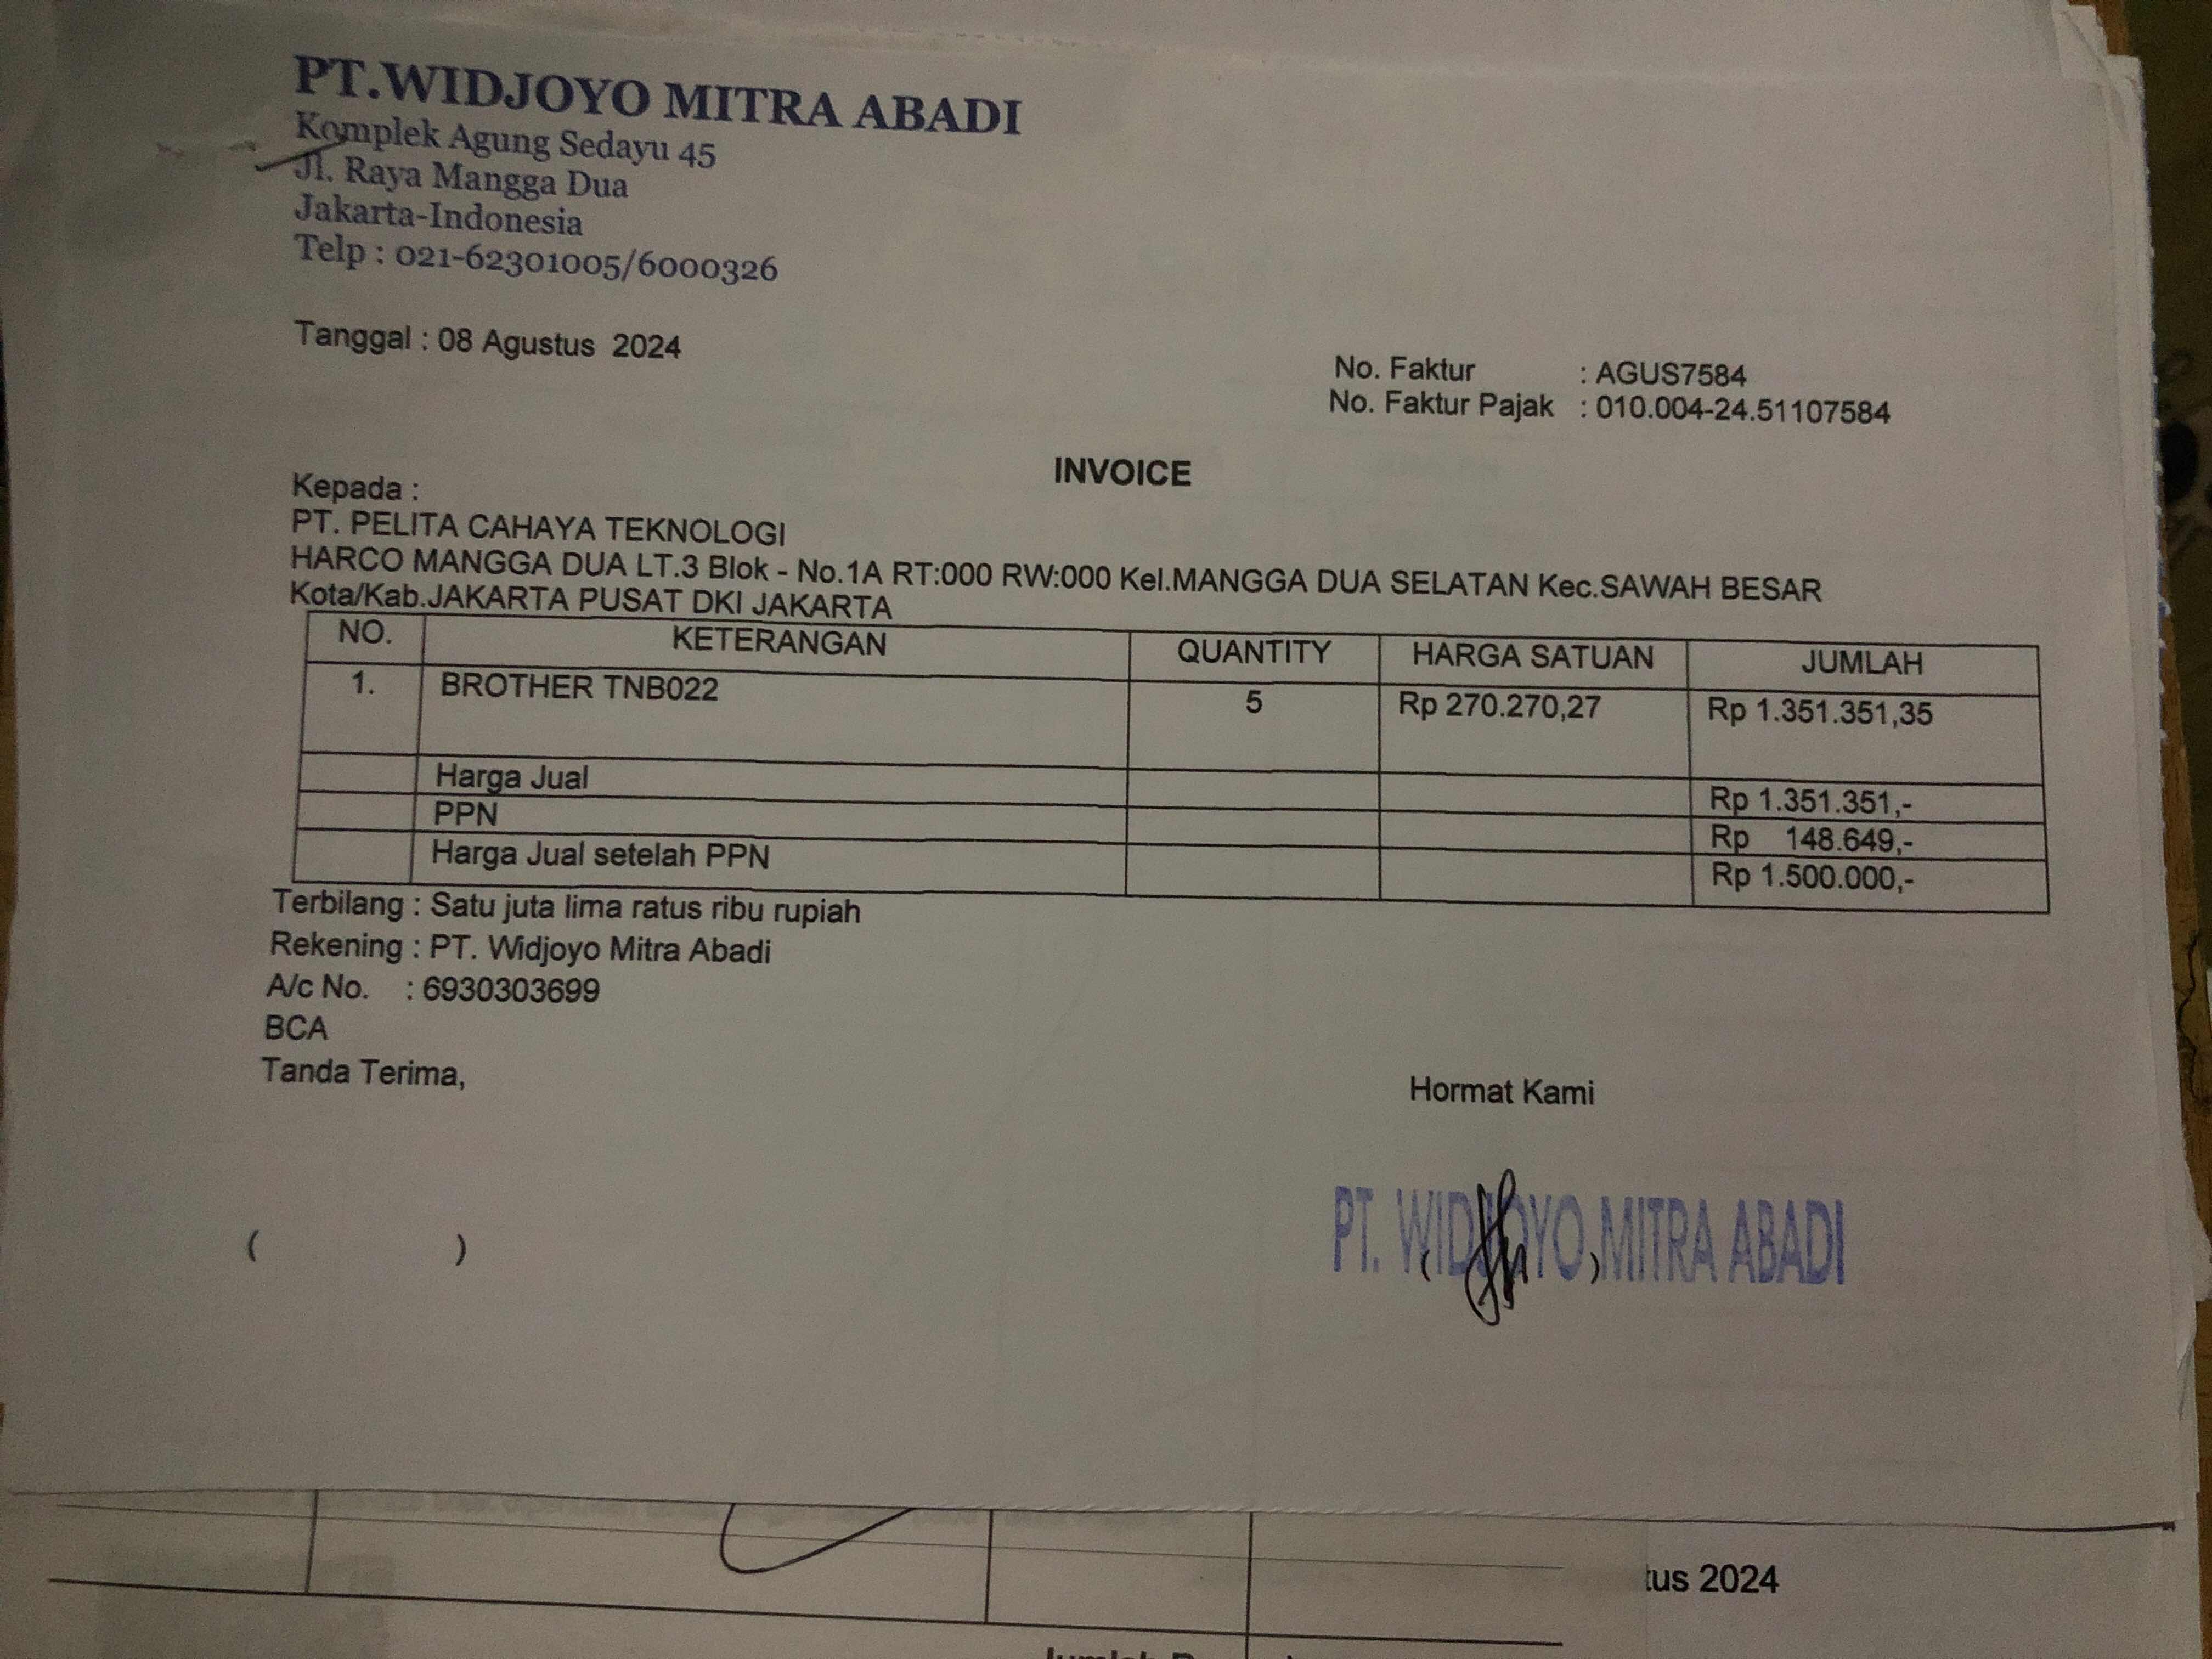 PT.WIDJOYO MITRA ABADI
Komplek Agung Sedayu 45
Jl. Raya Mangga Dua
Jakarta-Indonesia
Telp : 021-62301005/6000326
Tanggal : 08 Agustus 2024
No. Faktur : AGUS7584
No. Faktur Pajak : 010.004-24.51107584
INVOICE
Kepada :
PT. PELITA CAHAYA TEKNOLOGI
HARCO MANGGA DUA LT.3 Blok - No.1A RT:000 RW:000 Kel.MANGGA DUA SELATAN Kec.SAWAH BESAR
Kota/Kab.JAKARTA PUSAT DKI JAKARTA
NO. KETERANGAN QUANTITY HARGA SATUAN JUMLAH
1. BROTHER TNB022 5 Rp 270.270,27 Rp 1.351.351,35
Harga Jual Rp 1.351.351,-
PPN Rp 148.649,-
Harga Jual setelah PPN Rp 1.500.000,-
Terbilang : Satu juta lima ratus ribu rupiah
Rekening : PT. Widjoyo Mitra Abadi
A/c No. : 6930303699
BCA
Tanda Terima, Hormat Kami
( ) ( )
PT. WIDJOYO MITRA ABADI
tus 2024